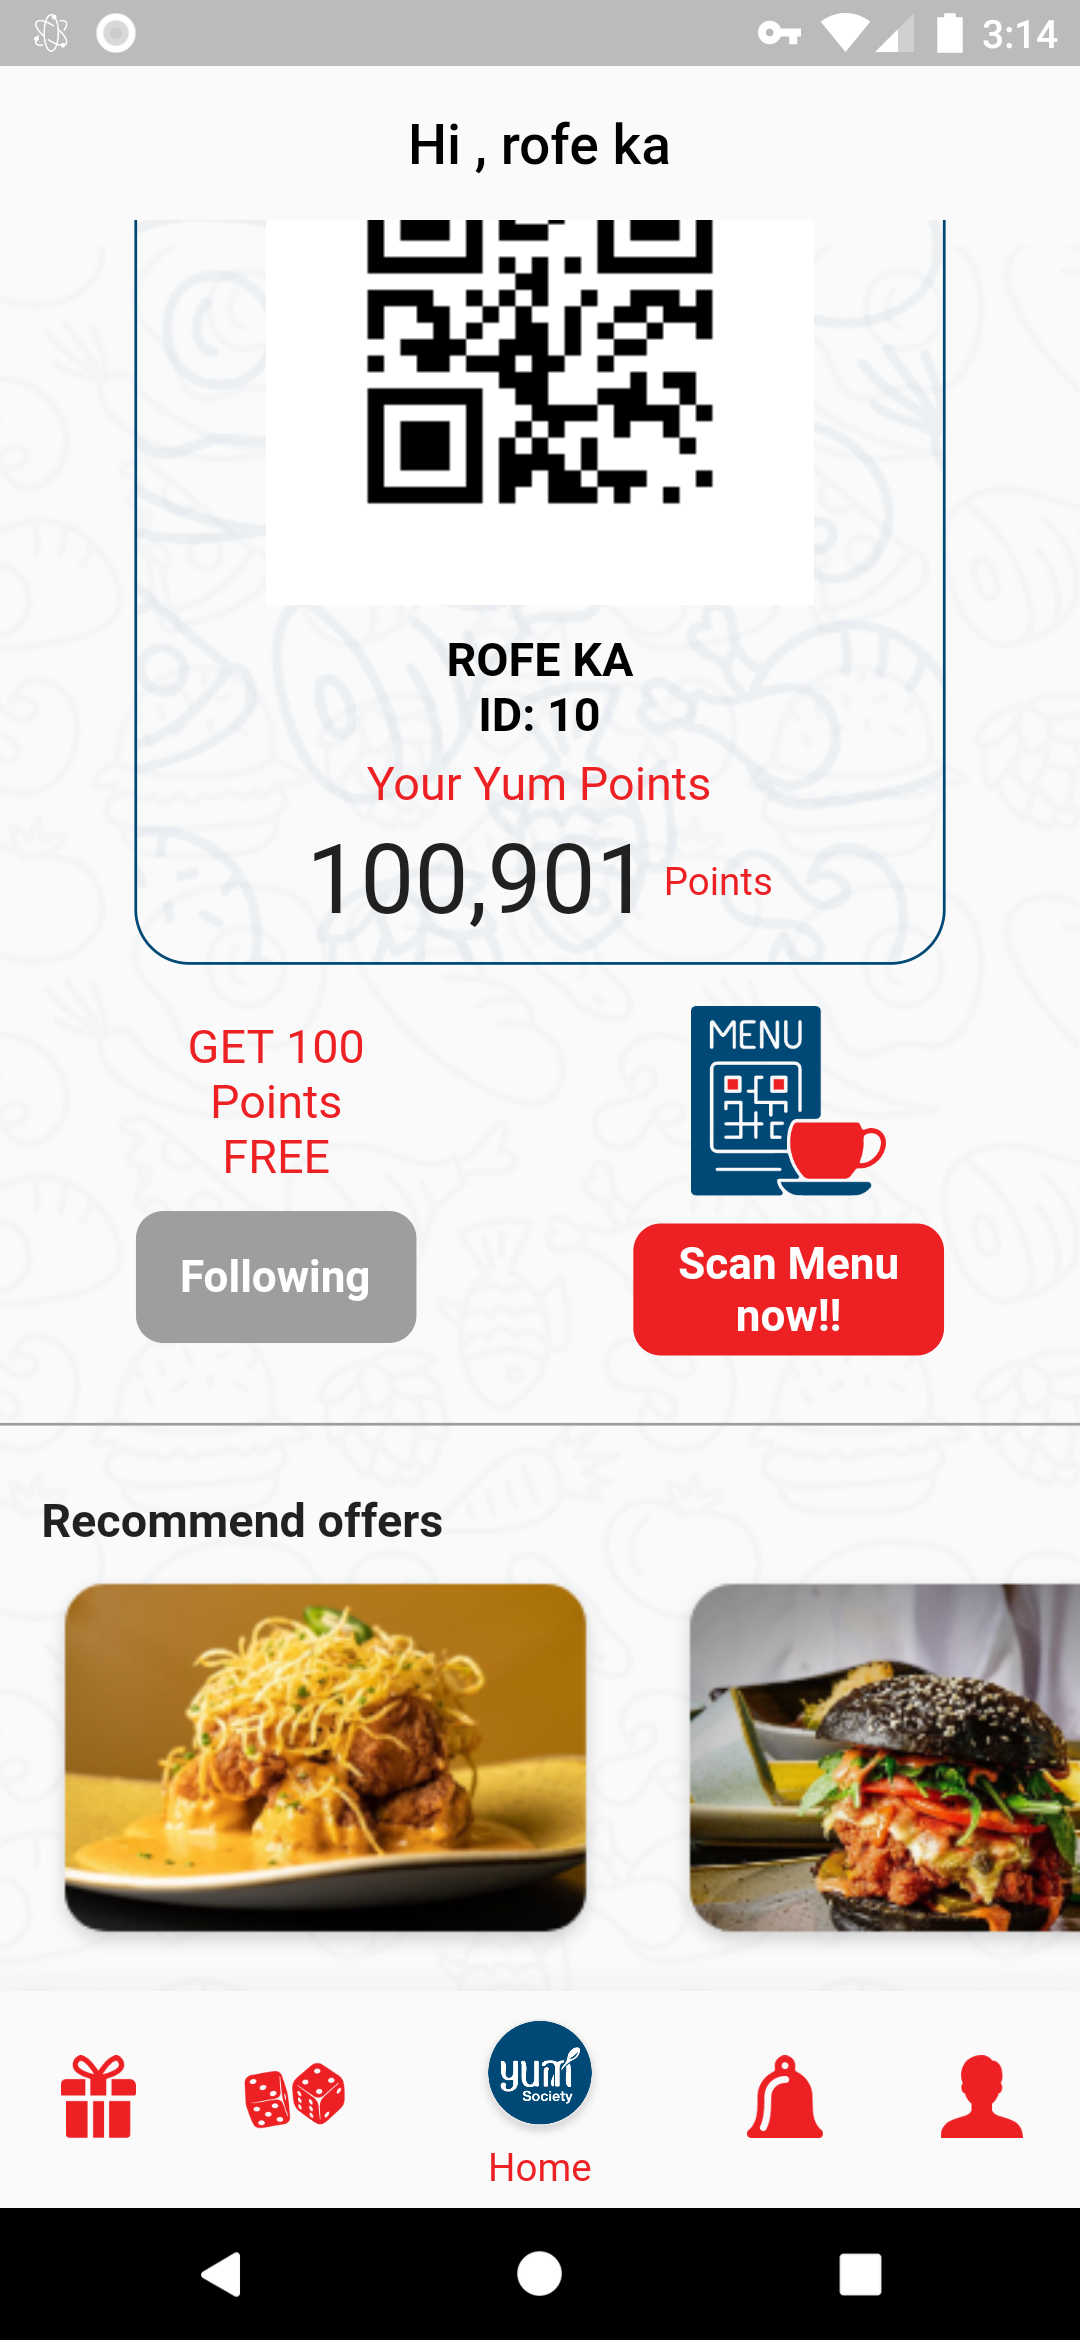 3:14
Hi , rofe ka
ROFE KA
ID: 10
Your Yum Points
100,901 Points
GET 100
Points
FREE
MENU
Following
Scan Menu
now!!
Recommend offers
yum
Society
Home